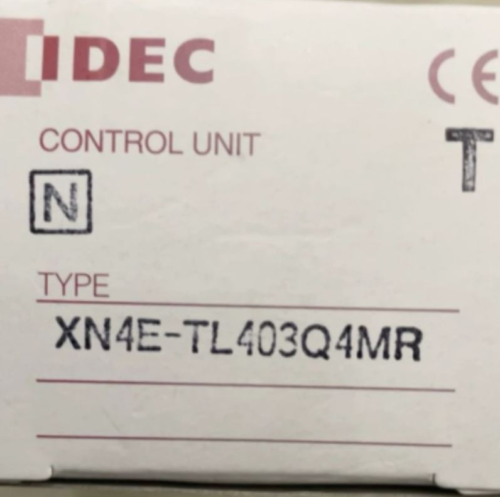 IDEC
CE
CONTROL UNIT
T
N
TYPE
XN4E-TL403Q4MR